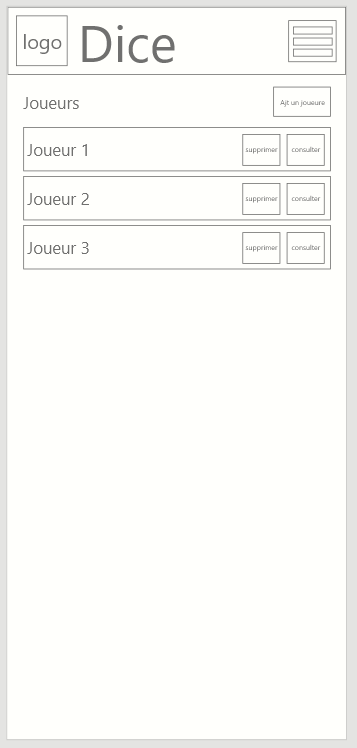 logo Dice
Joueurs Ajt un joueure
Joueur 1 supprimer consulter
Joueur 2 supprimer consulter
Joueur 3 supprimer consulter